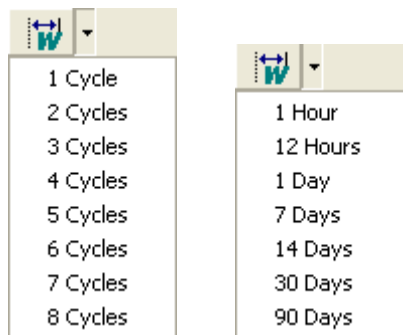 W
1 Cycle
2 Cycles
3 Cycles
4 Cycles
5 Cycles
6 Cycles
7 Cycles
8 Cycles
W
1 Hour
12 Hours
1 Day
7 Days
14 Days
30 Days
90 Days